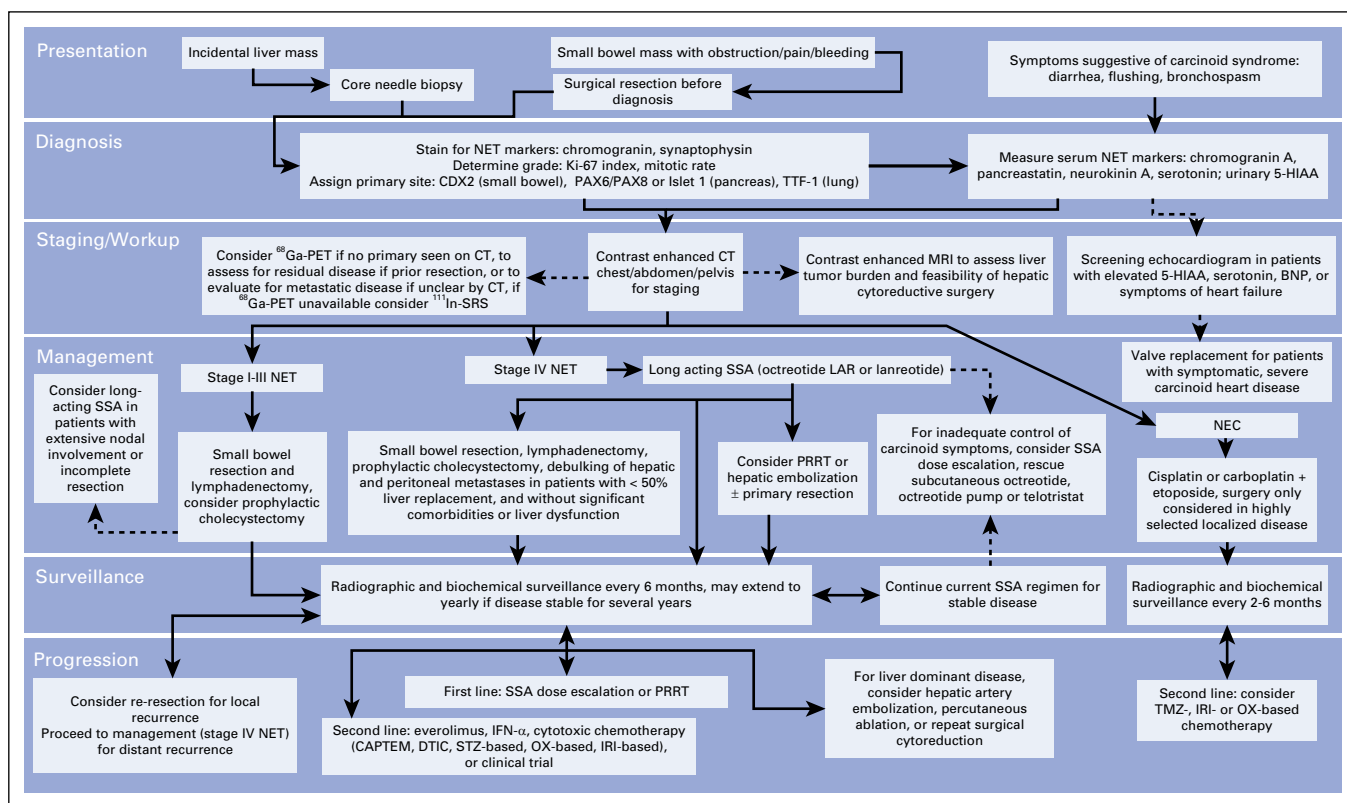 Presentation
Incidental liver mass
Core needle biopsy
Small bowel mass with obstruction/pain/bleeding
Surgical resection before
diagnosis
Symptoms suggestive of carcinoid syndrome:
diarrhea, flushing, bronchospasm
Diagnosis
Stain for NET markers: chromogranin, synaptophysin
Determine grade: Ki-67 index, mitotic rate
Assign primary site: CDX2 (small bowel), PAX6/PAX8 or Islet 1 (pancreas), TTF-1 (lung)
Measure serum NET markers: chromogranin A,
pancreastatin, neurokinin A, serotonin; urinary 5-HIAA
Staging/Workup
Consider ⁶⁸Ga-PET if no primary seen on CT, to
assess for residual disease if prior resection, or to
evaluate for metastatic disease if unclear by CT, if
⁶⁸Ga-PET unavailable consider ¹¹¹In-SRS
Contrast enhanced CT
chest/abdomen/pelvis
for staging
Contrast enhanced MRI to assess liver
tumor burden and feasibility of hepatic
cytoreductive surgery
Screening echocardiogram in patients
with elevated 5-HIAA, serotonin, BNP, or
symptoms of heart failure
Management
Consider long-
acting SSA in
patients with
extensive nodal
involvement or
incomplete
resection
Stage I-III NET
Small bowel
resection and
lymphadenectomy,
consider prophylactic
cholecystectomy
Stage IV NET
Long acting SSA (octreotide LAR or lanreotide)
Small bowel resection, lymphadenectomy,
prophylactic cholecystectomy, debulking of hepatic
and peritoneal metastases in patients with < 50%
liver replacement, and without significant
comorbidities or liver dysfunction
Consider PRRT or
hepatic embolization
± primary resection
For inadequate control of
carcinoid symptoms, consider SSA
dose escalation, rescue
subcutaneous octreotide,
octreotide pump or telotristat
Valve replacement for patients
with symptomatic, severe
carcinoid heart disease
NEC
Cisplatin or carboplatin +
etoposide, surgery only
considered in highly
selected localized disease
Surveillance
Radiographic and biochemical surveillance every 6 months, may extend to
yearly if disease stable for several years
Continue current SSA regimen for
stable disease
Radiographic and biochemical
surveillance every 2-6 months
Progression
Consider re-resection for local
recurrence
Proceed to management (stage IV NET)
for distant recurrence
First line: SSA dose escalation or PRRT
Second line: everolimus, IFN-α, cytotoxic chemotherapy
(CAPTEM, DTIC, STZ-based, OX-based, IRI-based),
or clinical trial
For liver dominant disease,
consider hepatic artery
embolization, percutaneous
ablation, or repeat surgical
cytoreduction
Second line: consider
TMZ-, IRI- or OX-based
chemotherapy